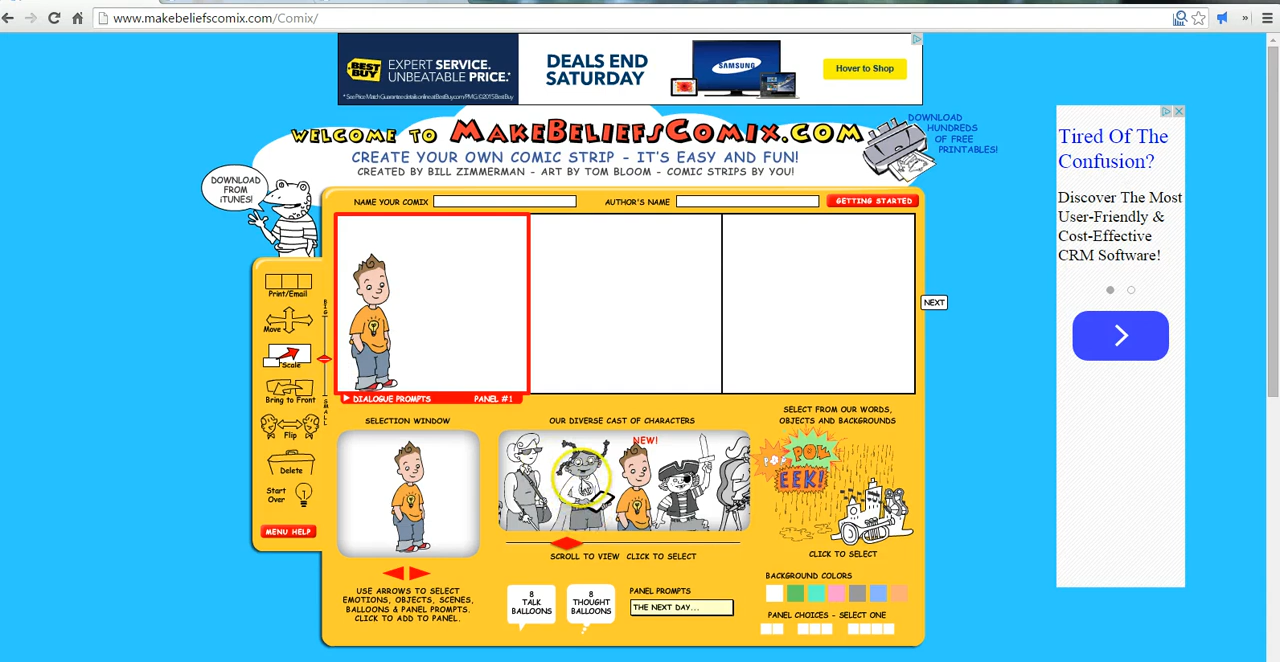 www.makebeliefscomix.com/Comix/
BEST BUY
EXPERT SERVICE.
UNBEATABLE PRICE.*
DEALS END
SATURDAY
SAMSUNG
Hover to Shop
WELCOME TO MAKEBELIEFSCOMIX.COM
CREATE YOUR OWN COMIC STRIP - IT'S EASY AND FUN!
CREATED BY BILL ZIMMERMAN - ART BY TOM BLOOM - COMIC STRIPS BY YOU!
DOWNLOAD
HUNDREDS
OF FREE
PRINTABLES!
DOWNLOAD
FROM
iTUNES!
NAME YOUR COMIX
AUTHOR'S NAME
GETTING STARTED
Tired Of The
Confusion?
Discover The Most
User-Friendly &
Cost-Effective
CRM Software!
Print/Email
Move
Scale
Bring to Front
Flip
Delete
Start
Over
MENU HELP
BIG
SMALL
NEXT
DIALOGUE PROMPTS
PANEL #1
SELECTION WINDOW
OUR DIVERSE CAST OF CHARACTERS
SELECT FROM OUR WORDS,
OBJECTS AND BACKGROUNDS
NEW!
POW
EEK!
SCROLL TO VIEW CLICK TO SELECT
CLICK TO SELECT
USE ARROWS TO SELECT
EMOTIONS, OBJECTS, SCENES,
BALLOONS & PANEL PROMPTS.
CLICK TO ADD TO PANEL.
8
TALK
BALLOONS
8
THOUGHT
BALLOONS
PANEL PROMPTS
THE NEXT DAY...
BACKGROUND COLORS
PANEL CHOICES - SELECT ONE